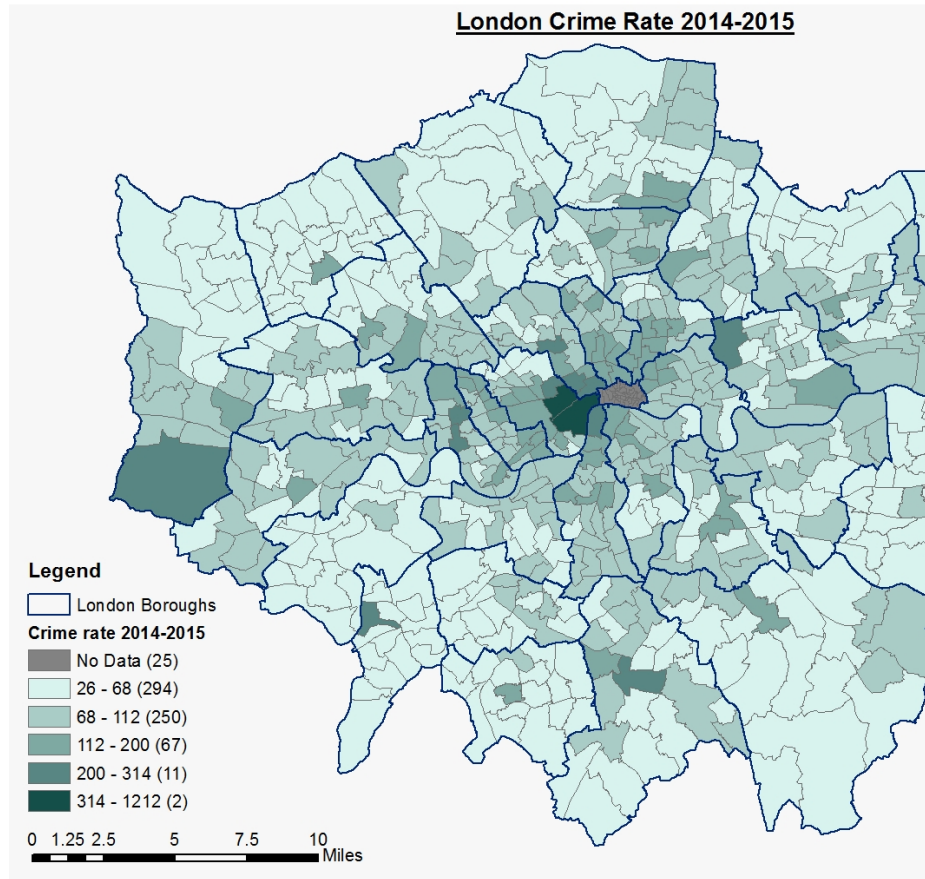 London Crime Rate 2014-2015
Legend
London Boroughs
Crime rate 2014-2015
No Data (25)
26 - 68 (294)
68 - 112 (250)
112 - 200 (67)
200 - 314 (11)
314 - 1212 (2)
0 1.25 2.5 5 7.5 10
Miles